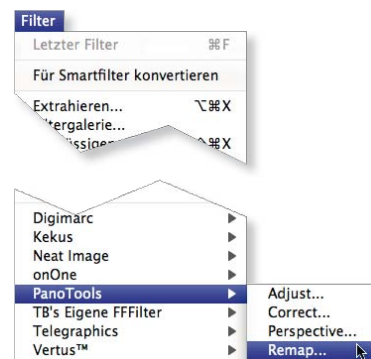 Filter
Letzter Filter ⌘F
Für Smartfilter konvertieren
Extrahieren... ⌥⌘X
⌘X
Digimarc
Kekus
Neat Image
onOne
PanoTools
Adjust...
TB's Eigene FFFilter
Correct...
Telegraphics
Perspective...
Vertus™
Remap...